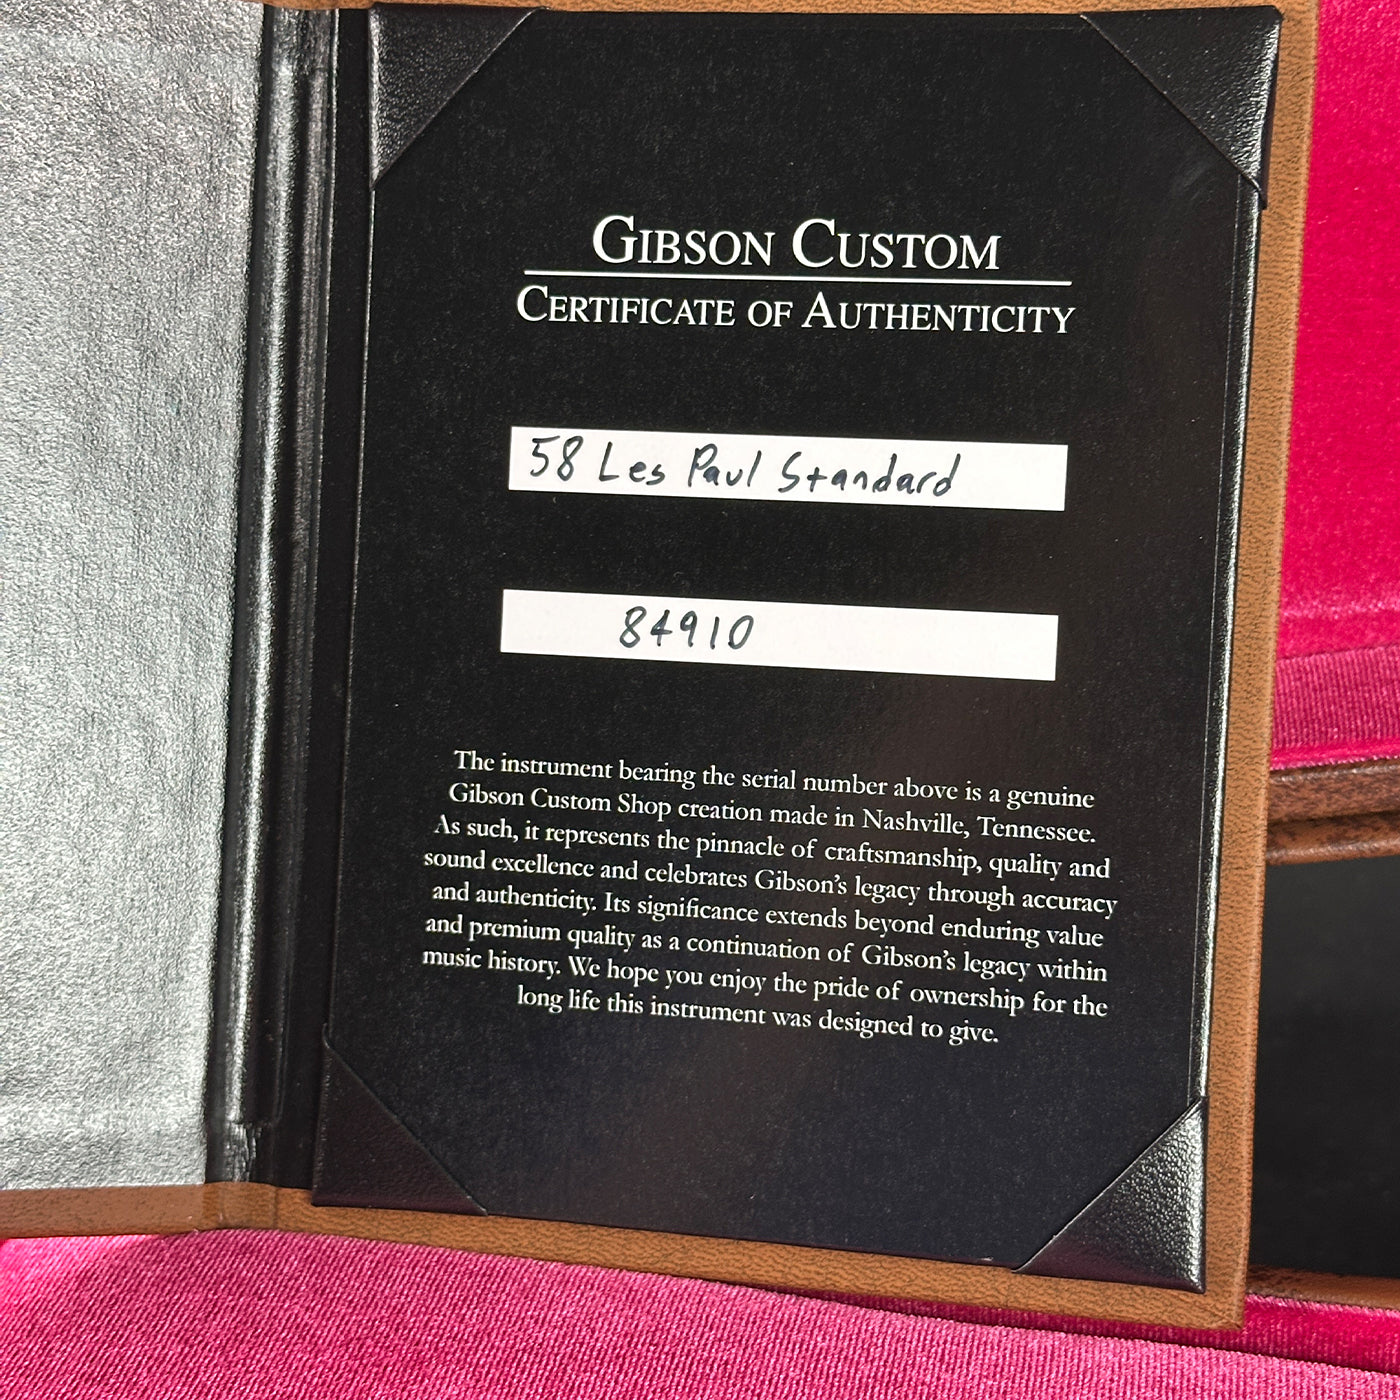 GIBSON CUSTOM
CERTIFICATE OF AUTHENTICITY
58 Les Paul Standard
84910
The instrument bearing the serial number above is a genuine
Gibson Custom Shop creation made in Nashville, Tennessee.
As such, it represents the pinnacle of craftsmanship, quality and
sound excellence and celebrates Gibson's legacy through accuracy
and authenticity. Its significance extends beyond enduring value
and premium quality as a continuation of Gibson's legacy within
music history. We hope you enjoy the pride of ownership for the
long life this instrument was designed to give.